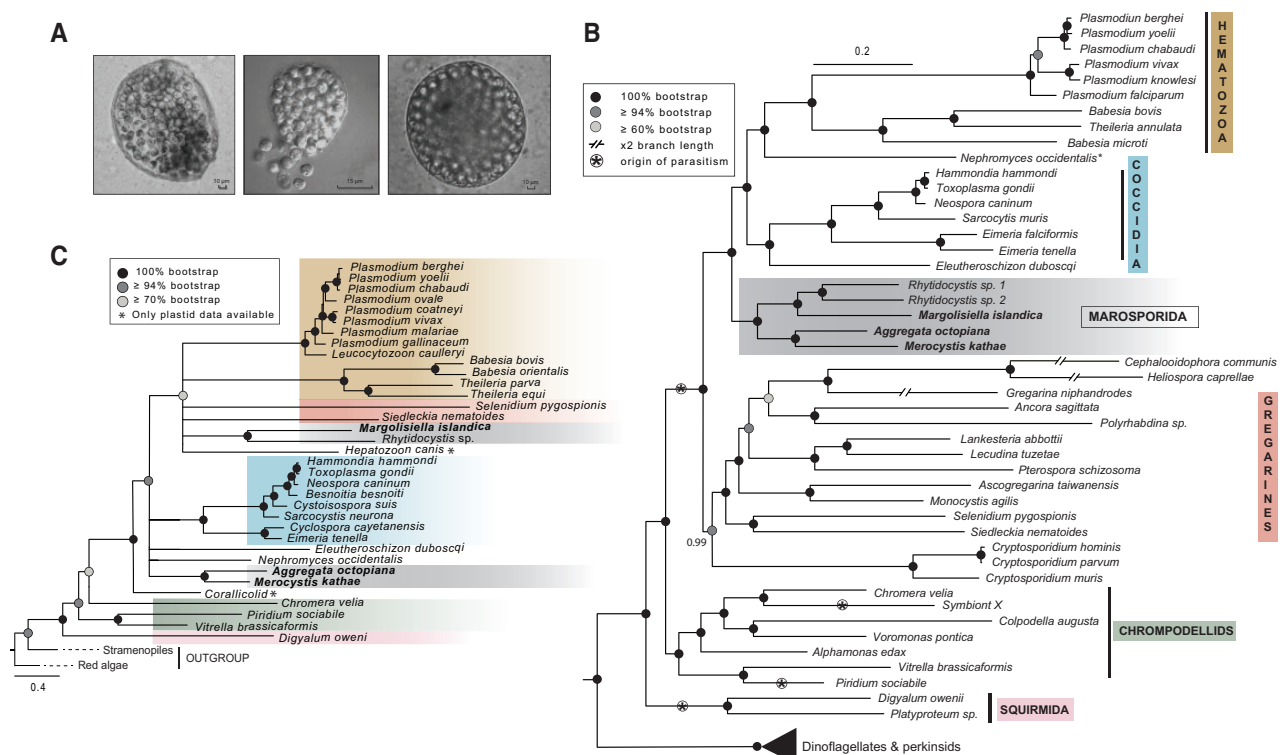 A
10 µm
15 µm
10 µm
B
100% bootstrap
≥ 94% bootstrap
≥ 60% bootstrap
x2 branch length
origin of parasitism
0.2
Plasmodiun berghei
Plasmodium yoelii
Plasmodium chabaudi
Plasmodium vivax
Plasmodium knowlesi
Plasmodium falciparum
Babesia bovis
Theileria annulata
Babesia microti
Nephromyces occidentalis*
HEMATOZOA
Hammondia hammondi
Toxoplasma gondii
Neospora caninum
Sarcocytis muris
Eimeria falciformis
Eimeria tenella
Eleutheroschizon duboscqi
COCCIDIA
Rhytidocystis sp. 1
Rhytidocystis sp. 2
Margolisiella islandica
Aggregata octopiana
Merocystis kathae
MAROSPORIDA
Cephalooidophora communis
Heliospora caprellae
Gregarina niphandrodes
Ancora sagittata
Polyrhabdina sp.
Lankesteria abbottii
Lecudina tuzetae
Pterospora schizosoma
Ascogregarina taiwanensis
Monocystis agilis
Selenidium pygospionis
Siedleckia nematoides
GREGARINES
0.99
Cryptosporidium hominis
Cryptosporidium parvum
Cryptosporidium muris
Chromera velia
Symbiont X
Colpodella augusta
Voromonas pontica
Alphamonas edax
Vitrella brassicaformis
Piridium sociabile
CHROMPODELLIDS
Digyalum owenii
Platyproteum sp.
SQUIRMIDA
Dinoflagellates & perkinsids
C
100% bootstrap
≥ 94% bootstrap
≥ 70% bootstrap
* Only plastid data available
Plasmodium berghei
Plasmodium yoelii
Plasmodium chabaudi
Plasmodium ovale
Plasmodium coatneyi
Plasmodium vivax
Plasmodium malariae
Plasmodium gallinaceum
Leucocytozoon caulleryi
Babesia bovis
Babesia orientalis
Theileria parva
Theileria equi
Selenidium pygospionis
Siedleckia nematoides
Margolisiella islandica
Rhytidocystis sp.
Hepatozoon canis *
Hammondia hammondi
Toxoplasma gondii
Neospora caninum
Besnoitia besnoiti
Cystoisospora suis
Sarcocystis neurona
Cyclospora cayetanensis
Eimeria tenella
Eleutheroschizon duboscqi
Nephromyces occidentalis
Aggregata octopiana
Merocystis kathae
Corallicolid *
Chromera velia
Piridium sociabile
Vitrella brassicaformis
Digyalum oweni
Stramenopiles
Red algae
OUTGROUP
0.4